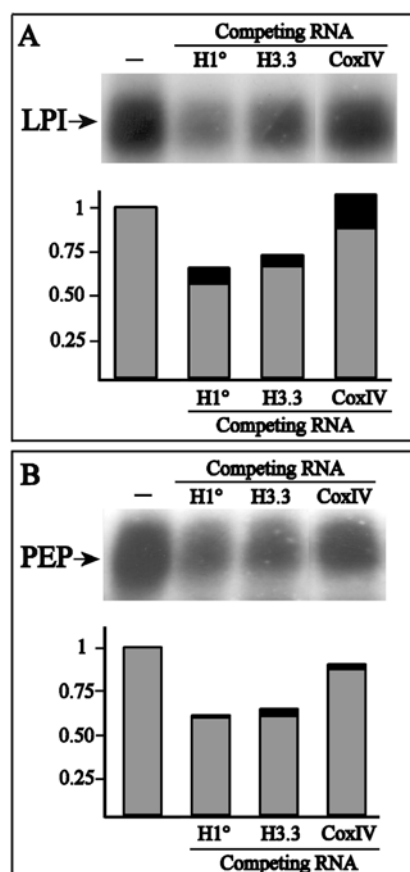 A
Competing RNA
– H1° H3.3 CoxIV
LPI
1
0.75
0.50
0.25
H1° H3.3 CoxIV
Competing RNA
B
Competing RNA
– H1° H3.3 CoxIV
PEP
1
0.75
0.50
0.25
H1° H3.3 CoxIV
Competing RNA